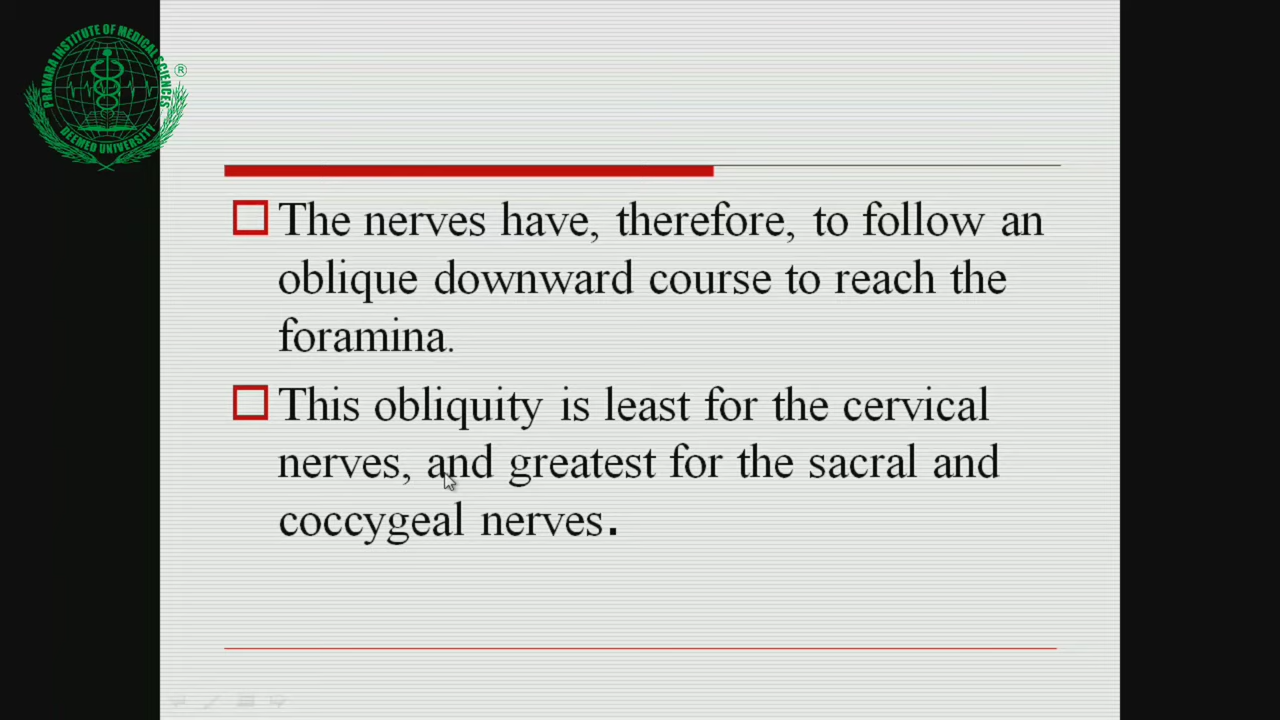 PRAVARA INSTITUTE OF MEDICAL SCIENCES
®
DEEMED UNIVERSITY
The nerves have, therefore, to follow an
oblique downward course to reach the
foramina.
This obliquity is least for the cervical
nerves, and greatest for the sacral and
coccygeal nerves.